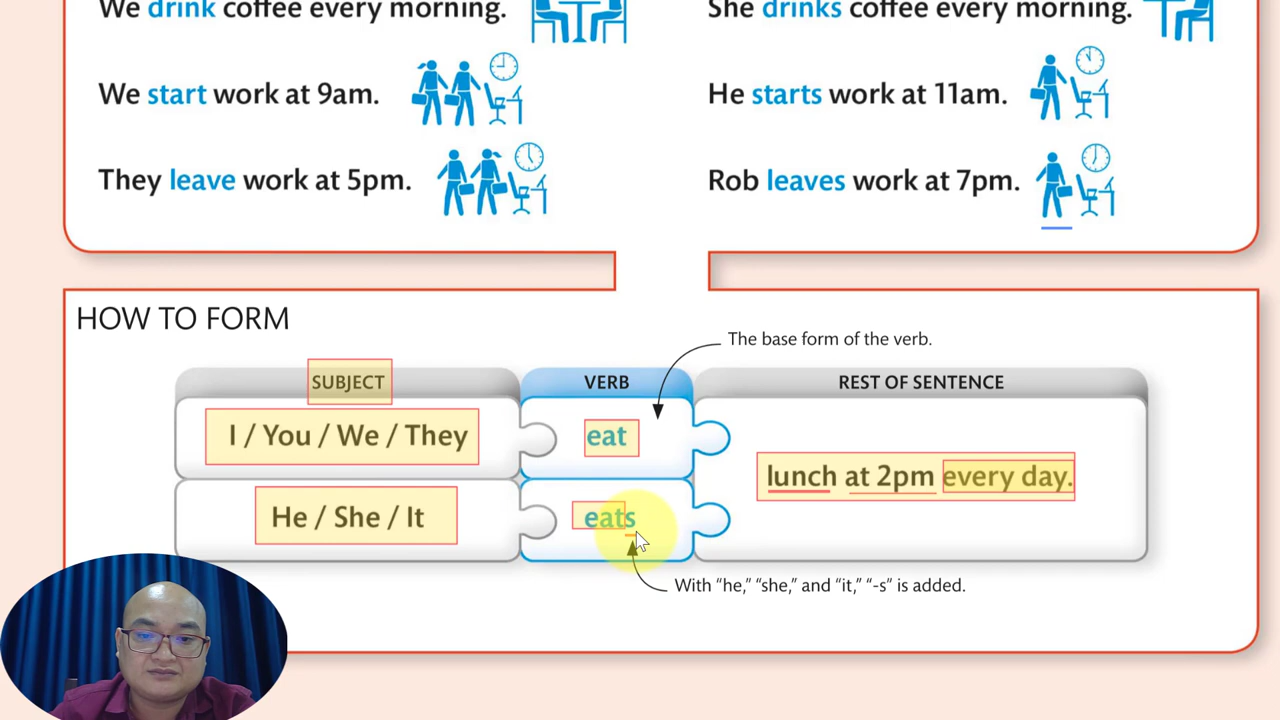 We drink coffee every morning.
She drinks coffee every morning.
We start work at 9am.
He starts work at 11am.
They leave work at 5pm.
Rob leaves work at 7pm.
HOW TO FORM
The base form of the verb.
SUBJECT
VERB
REST OF SENTENCE
I / You / We / They
eat
lunch at 2pm every day.
He / She / It
eats
With “he,” “she,” and “it,” “-s” is added.